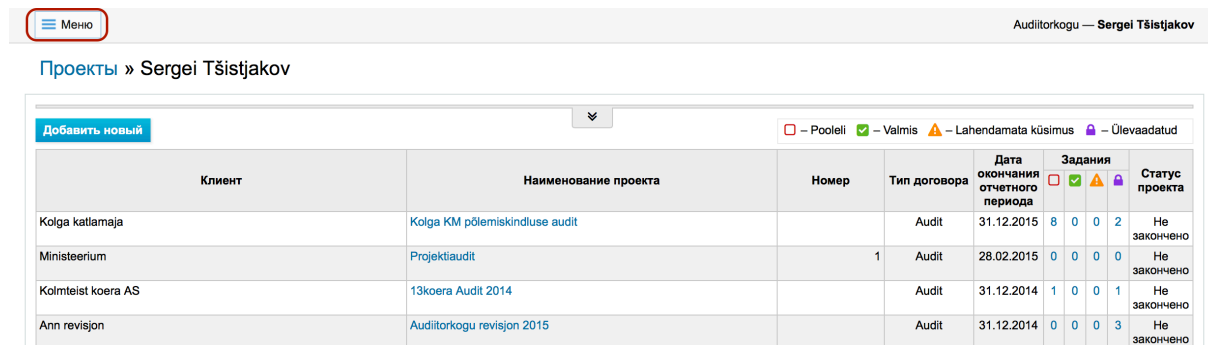 Меню
Audiitorkogu — Sergei Tšistjakov
Проекты » Sergei Tšistjakov
Добавить новый
– Pooleli – Valmis – Lahendamata küsimus – Ülevaadatud
Клиент Наименование проекта Номер Тип договора Дата окончания отчетного периода Задания Статус проекта
Kolga katlamaja Kolga KM põlemiskindluse audit Audit 31.12.2015 8 0 0 2 Не закончено
Ministeerium Projektiaudit 1 Audit 28.02.2015 0 0 0 0 Не закончено
Kolmteist koera AS 13koera Audit 2014 Audit 31.12.2014 1 0 0 1 Не закончено
Ann revisjon Audiitorkogu revisjon 2015 Audit 31.12.2014 0 0 0 3 Не закончено